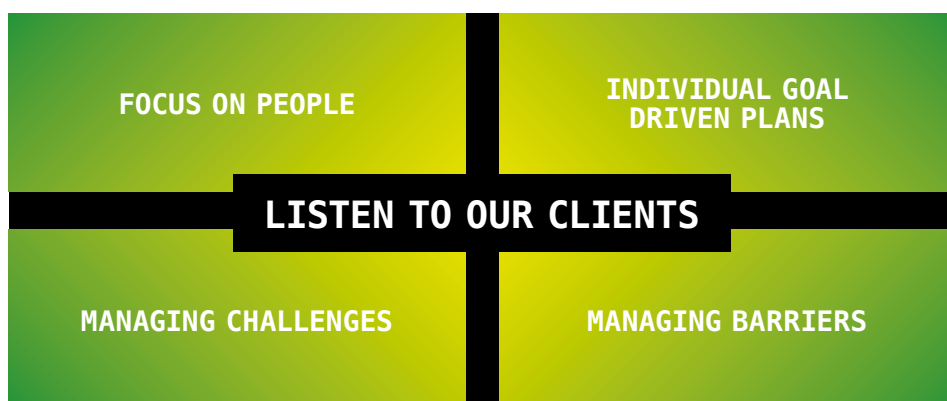 FOCUS ON PEOPLE
INDIVIDUAL GOAL
DRIVEN PLANS
LISTEN TO OUR CLIENTS
MANAGING CHALLENGES
MANAGING BARRIERS